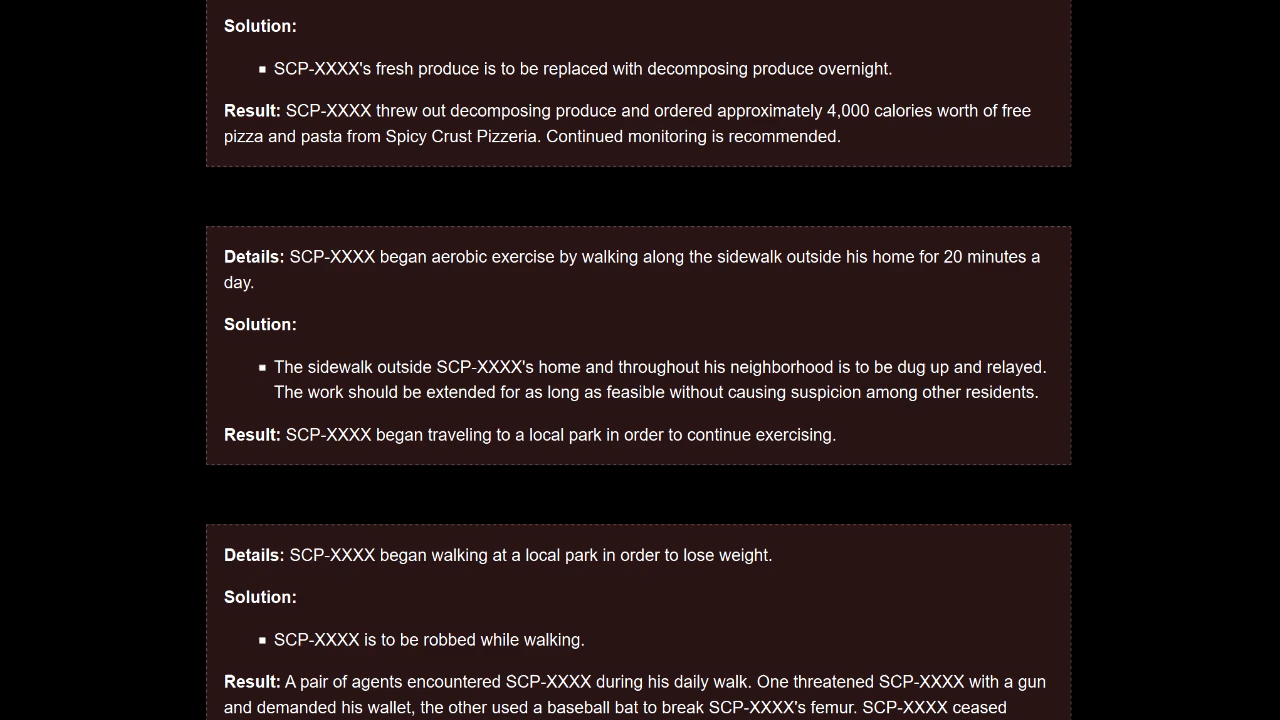 Solution:
▪ SCP-XXXX's fresh produce is to be replaced with decomposing produce overnight.
Result: SCP-XXXX threw out decomposing produce and ordered approximately 4,000 calories worth of free
pizza and pasta from Spicy Crust Pizzeria. Continued monitoring is recommended.
Details: SCP-XXXX began aerobic exercise by walking along the sidewalk outside his home for 20 minutes a
day.
Solution:
▪ The sidewalk outside SCP-XXXX's home and throughout his neighborhood is to be dug up and relayed.
The work should be extended for as long as feasible without causing suspicion among other residents.
Result: SCP-XXXX began traveling to a local park in order to continue exercising.
Details: SCP-XXXX began walking at a local park in order to lose weight.
Solution:
▪ SCP-XXXX is to be robbed while walking.
Result: A pair of agents encountered SCP-XXXX during his daily walk. One threatened SCP-XXXX with a gun
and demanded his wallet, the other used a baseball bat to break SCP-XXXX's femur. SCP-XXXX ceased